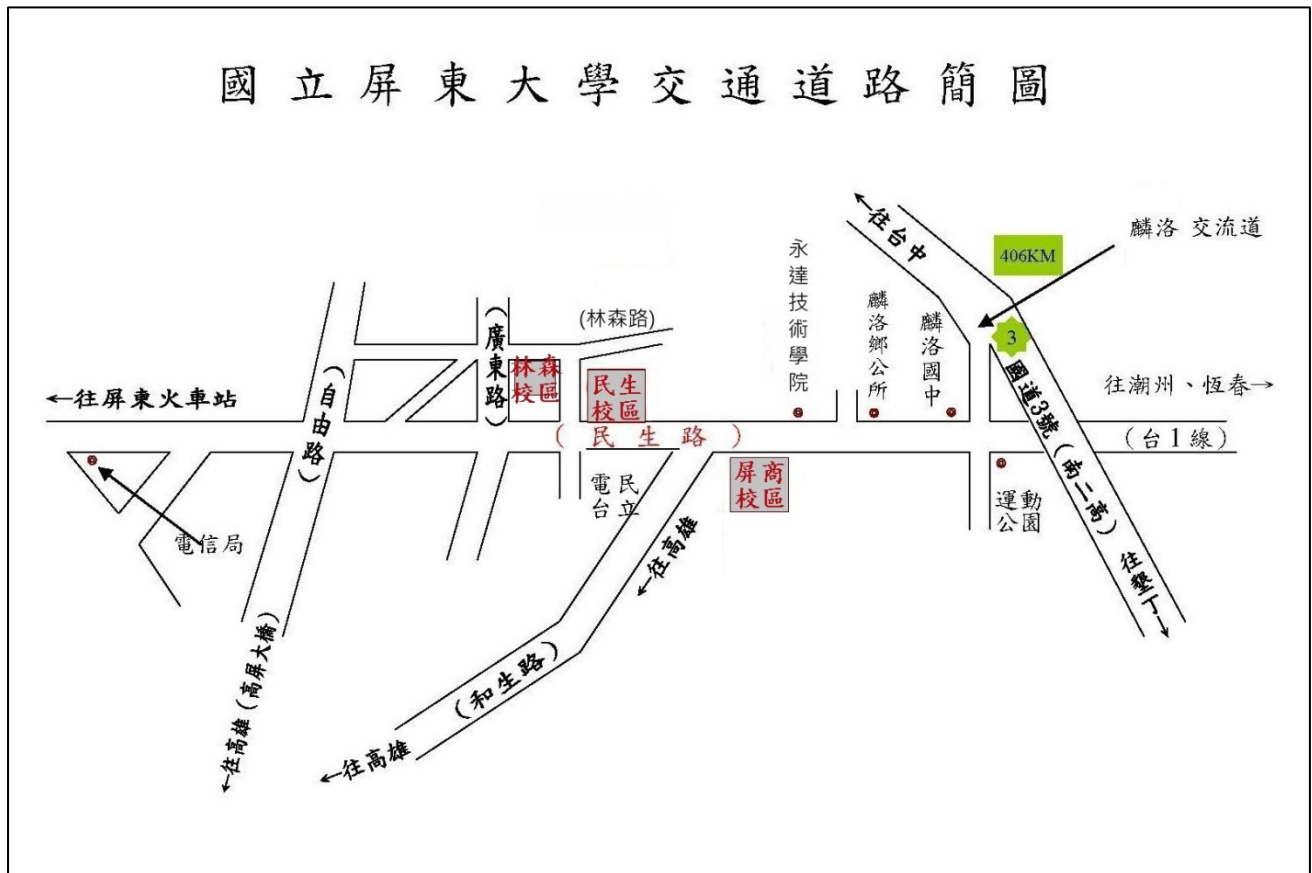 國立屏東大學交通道路簡圖
←往台中
麟洛 交流道
406KM
永達技術學院
麟洛鄉公所
麟洛國中
3
(林森路)
(廣東路)
(自由路)
林森
校區
民生
校區
←往屏東火車站
國道3號(南二高)
往潮州、恆春→
(民生路)
(台1線)
屏商
校區
民立
電台
運動
公園
電信局
←往高雄
往墾丁→
(和生路)
←往高雄(高屏大橋)
←往高雄